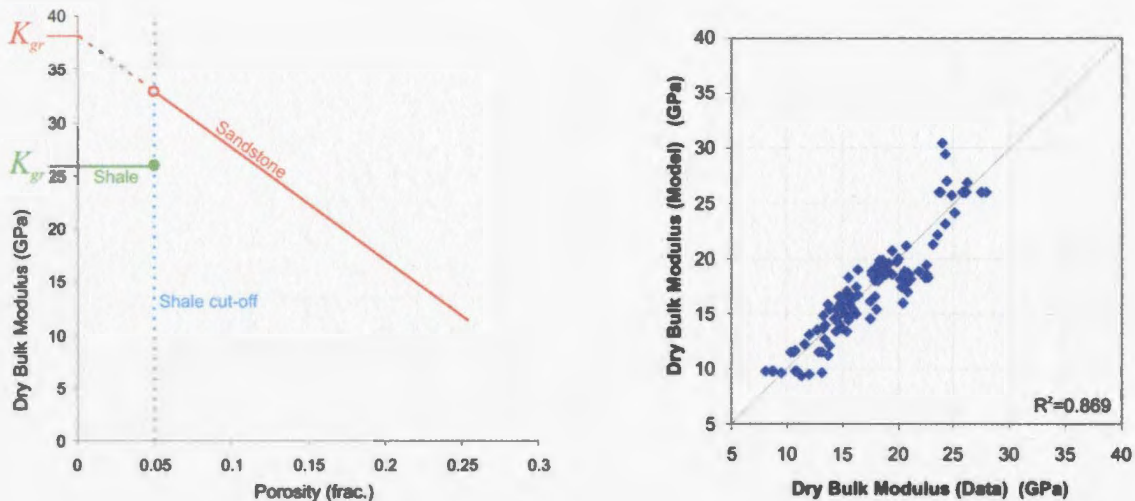 40
K_gr
35
30
K_gr
25
20
15
10
5
0
Dry Bulk Modulus (GPa)
Sandstone
Shale
Shale cut-off
0 0.05 0.1 0.15 0.2 0.25 0.3
Porosity (frac.)
40
35
30
25
20
15
10
5
Dry Bulk Modulus (Model) (GPa)
R²=0.869
5 10 15 20 25 30 35 40
Dry Bulk Modulus (Data) (GPa)